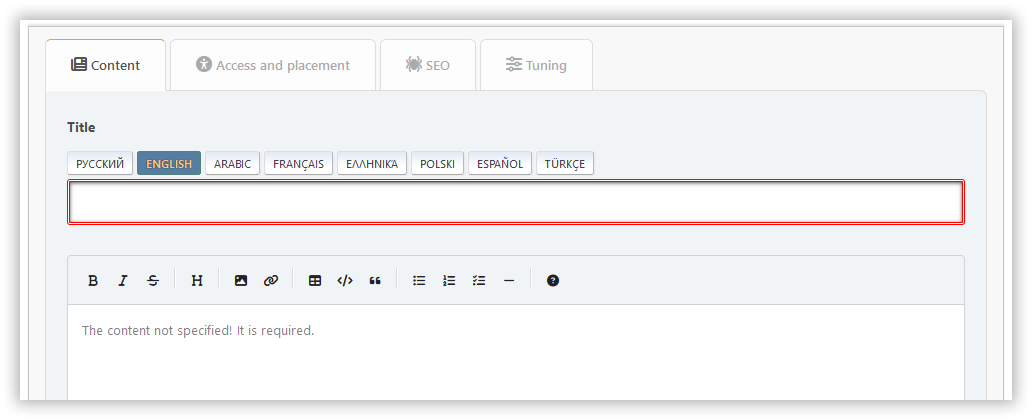 Content Access and placement SEO Tuning
Title
РУССКИЙ ENGLISH ARABIC FRANÇAIS ΕΛΛΗΝΙΚΆ POLSKI ESPAÑOL TÜRKÇE
B I S H
The content not specified! It is required.